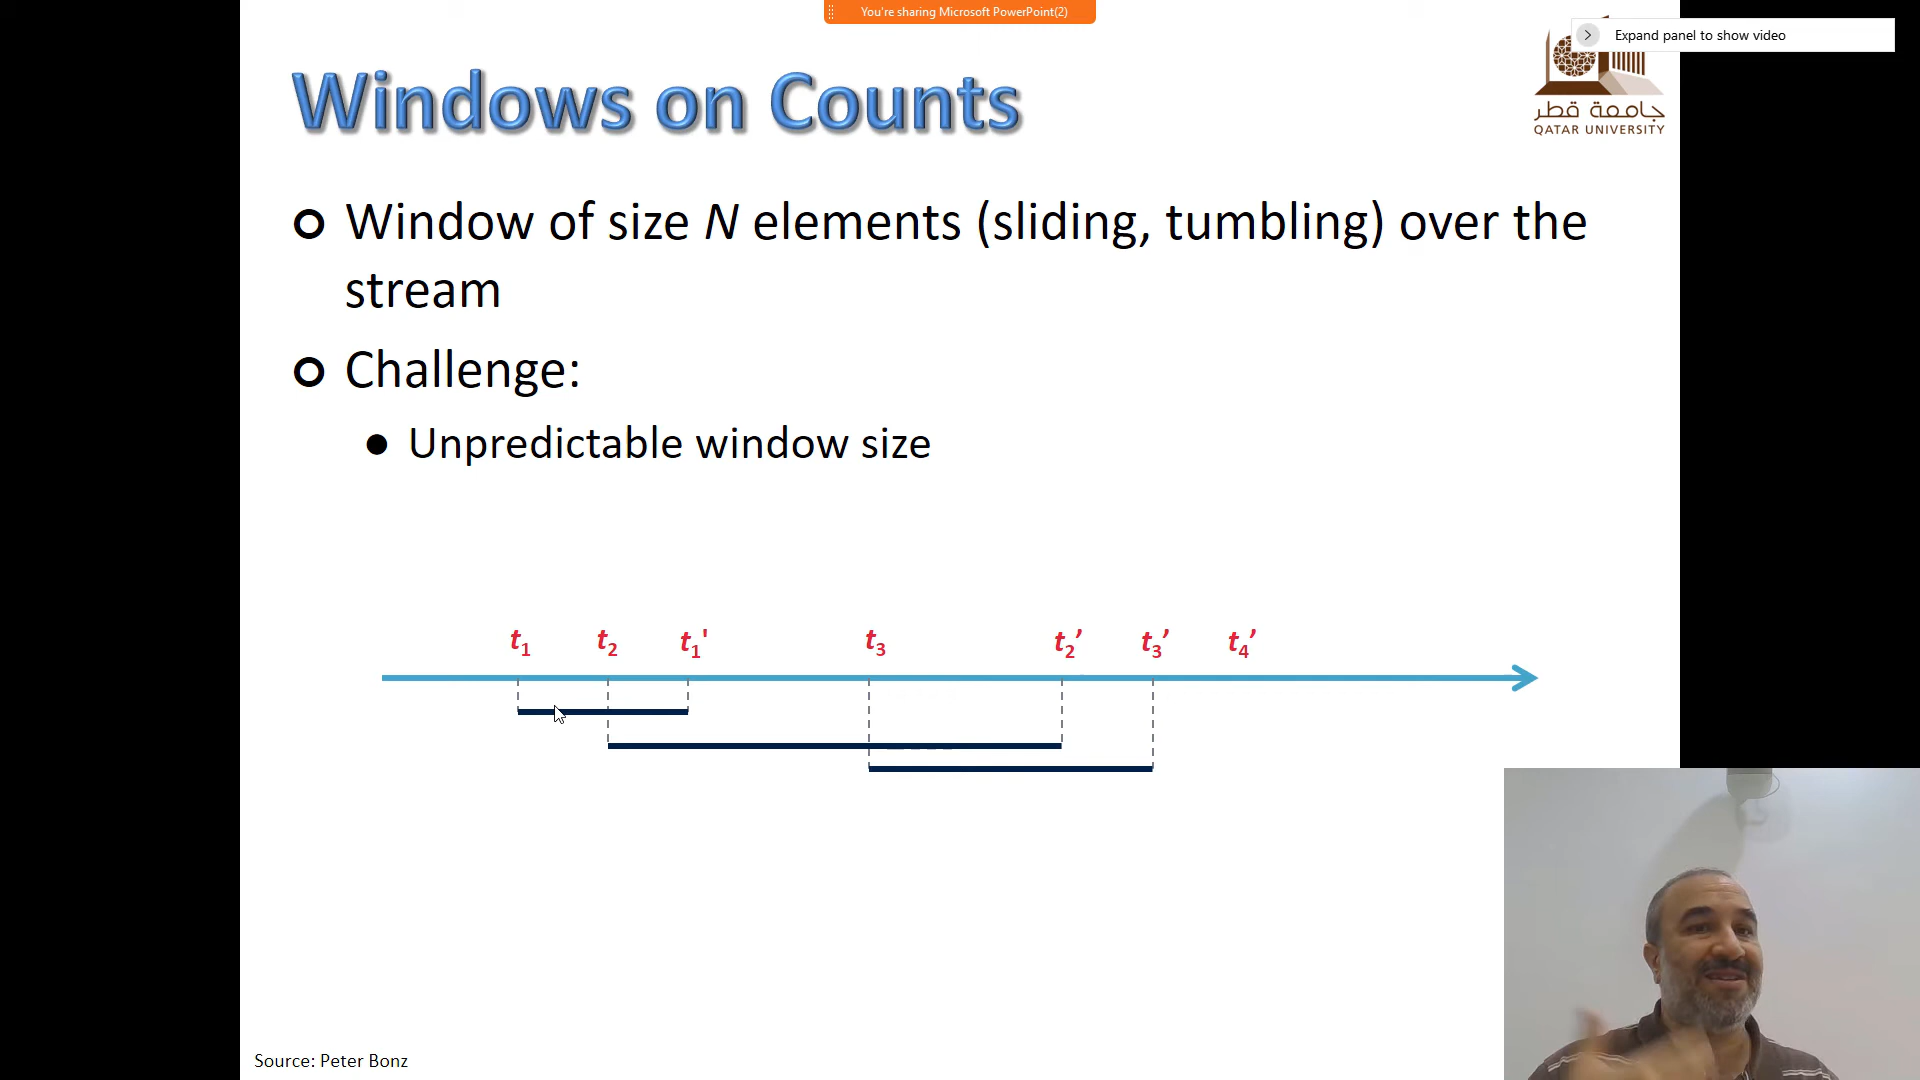 You're sharing Microsoft PowerPoint(2)
Expand panel to show video
Windows on Counts
جامعة قطر
QATAR UNIVERSITY
Window of size N elements (sliding, tumbling) over the
stream
Challenge:
Unpredictable window size
t1 t2 t1' t3 t2’ t3’ t4’
Source: Peter Bonz